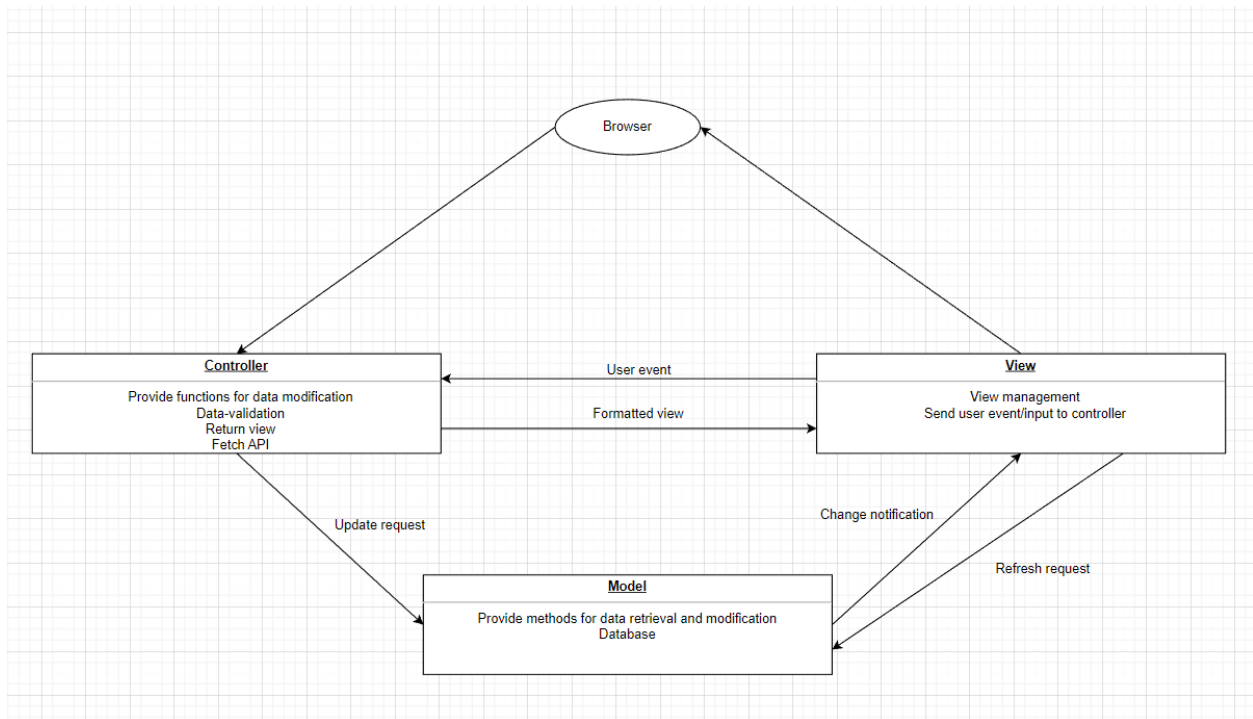 Browser
Controller
Provide functions for data modification
Data-validation
Return view
Fetch API
User event
Formatted view
View
View management
Send user event/input to controller
Update request
Change notification
Refresh request
Model
Provide methods for data retrieval and modification
Database